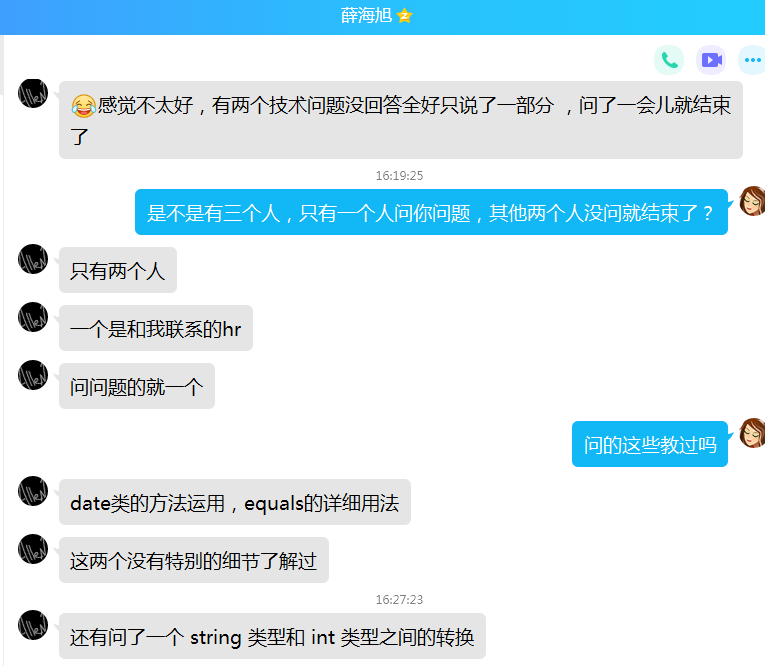 薛海旭
😂感觉不太好，有两个技术问题没回答全好只说了一部分 ，问了一会儿就结束
了
16:19:25
是不是有三个人，只有一个人问你问题，其他两个人没问就结束了？
只有两个人
一个是和我联系的hr
问问题的就一个
问的这些教过吗
date类的方法运用，equals的详细用法
这两个没有特别的细节了解过
16:27:23
还有问了一个 string 类型和 int 类型之间的转换